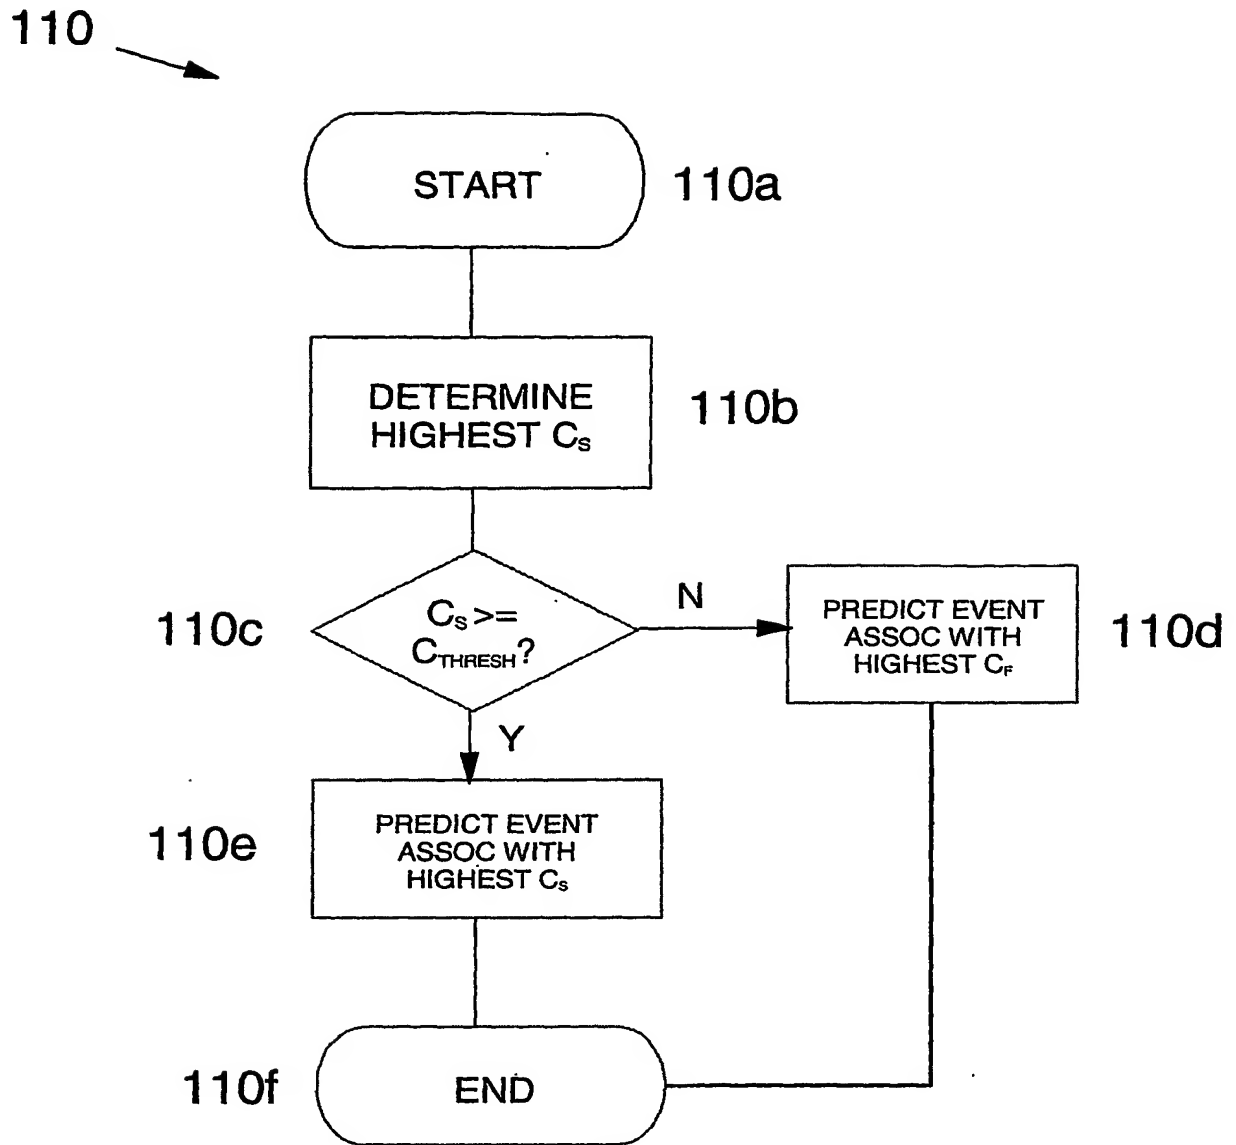 110
START
110a
DETERMINE
HIGHEST Cs
110b
110c
Cs >=
CTHRESH?
N
PREDICT EVENT
ASSOC WITH
HIGHEST CF
110d
Y
110e
PREDICT EVENT
ASSOC WITH
HIGHEST Cs
110f
END